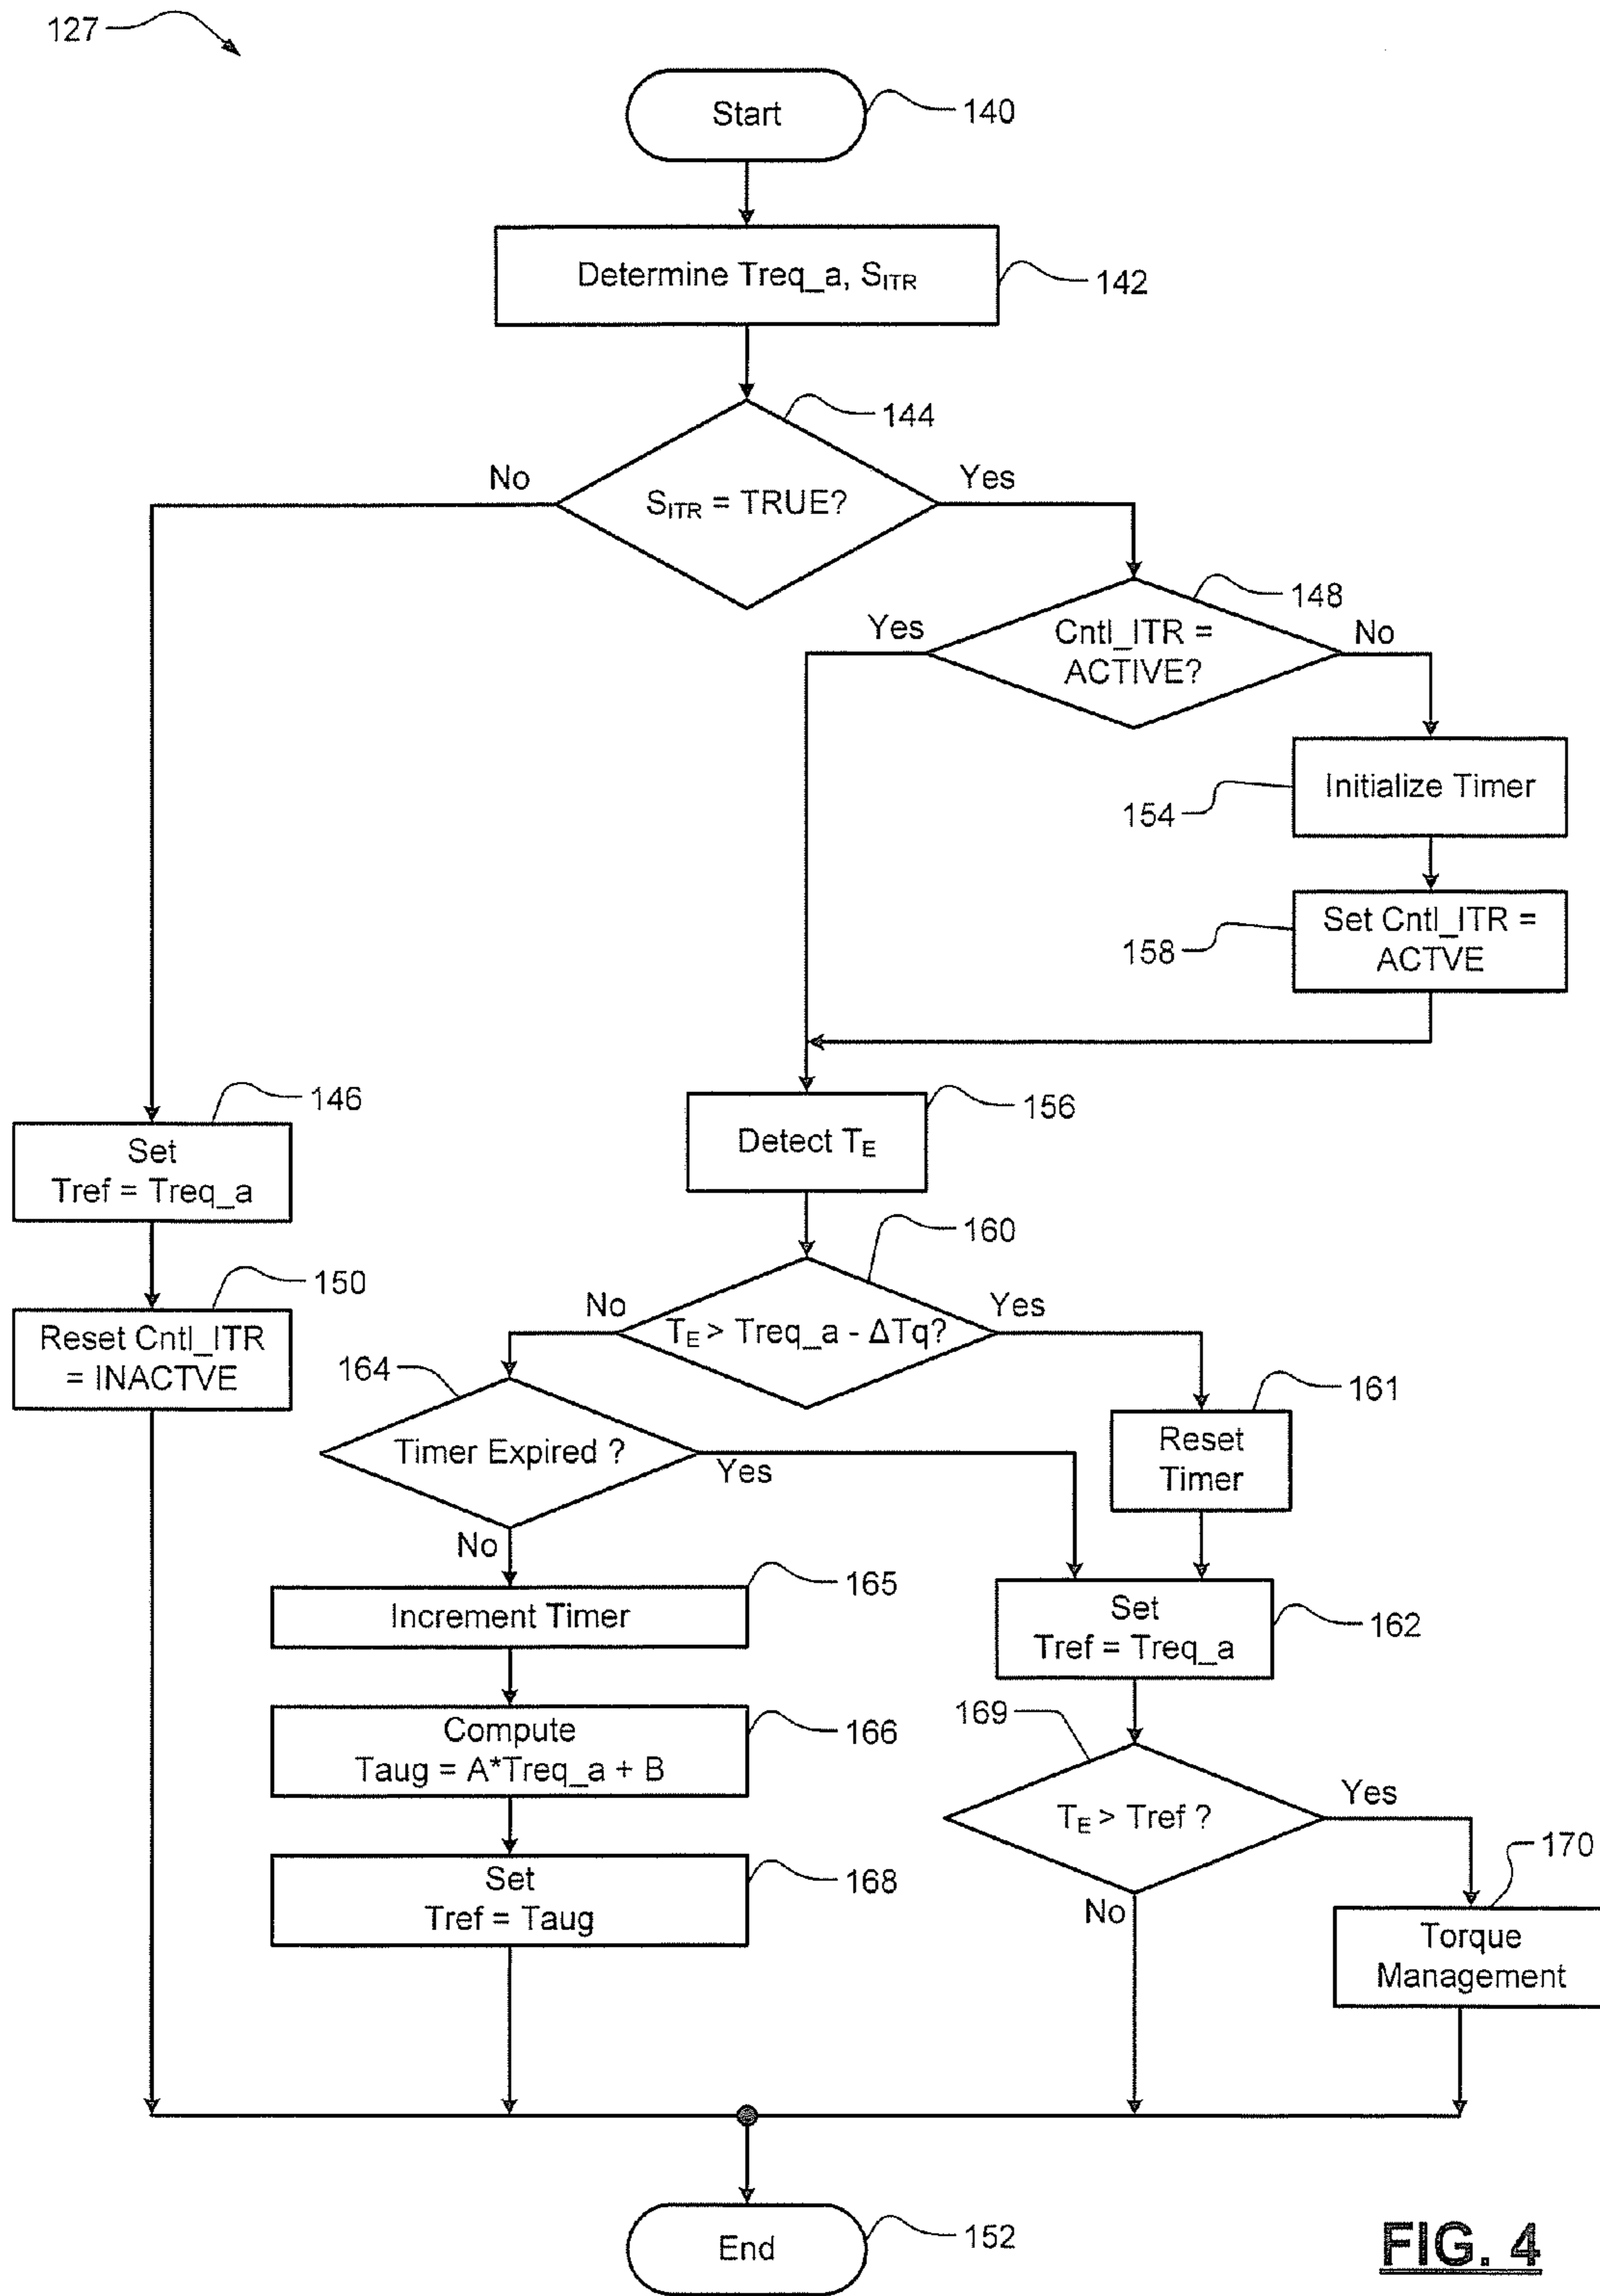 127
Start
140
Determine Treq_a, SITR
142
144
No
Yes
SITR = TRUE?
148
Yes
Cntl_ITR =
ACTIVE?
No
Initialize Timer
154
Set Cntl_ITR =
ACTVE
158
146
Set
Tref = Treq_a
156
Detect TE
150
Reset Cntl_ITR
= INACTVE
160
No
TE > Treq_a - ΔTq?
Yes
164
161
Timer Expired ?
Yes
Reset
Timer
No
165
Increment Timer
Set
Tref = Treq_a
162
Compute
Taug = A*Treq_a + B
166
169
TE > Tref ?
Yes
Set
Tref = Taug
168
170
No
Torque
Management
End
152
FIG. 4